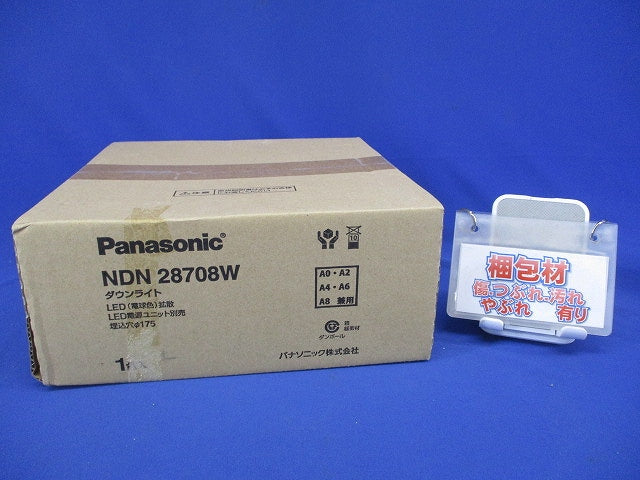 Panasonic®
NDN 28708W
ダウンライト
LED(電球色)拡散
LED電源ユニット別売
埋込穴φ175
1
10
A0・A2
A4・A6
A8 兼用
ダンボール
パナソニック株式会社
梱包材
傷・つぶれ・汚れ
やぶれ 有り